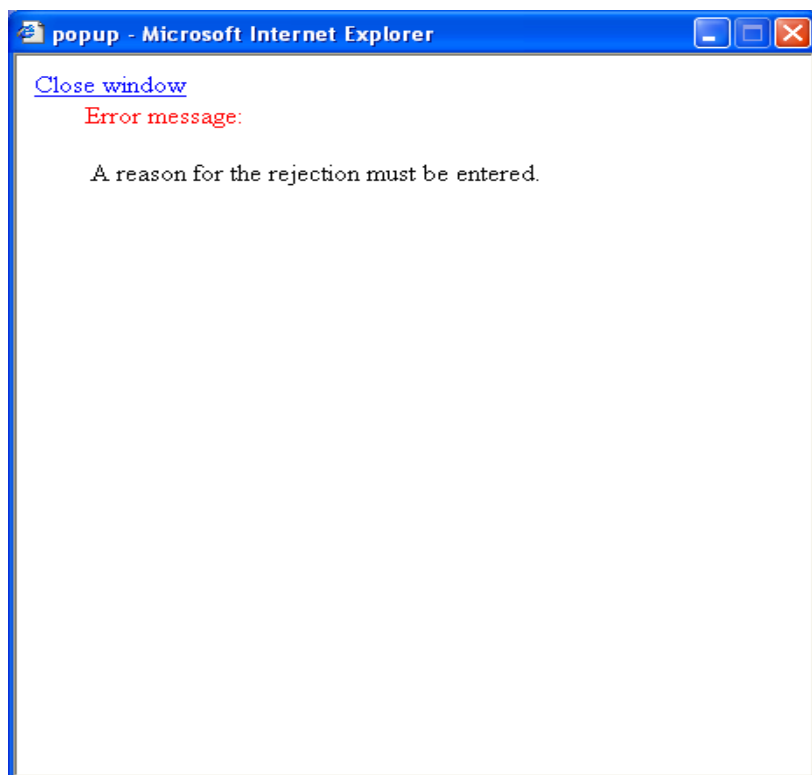 popup - Microsoft Internet Explorer
Close window
Error message:
A reason for the rejection must be entered.